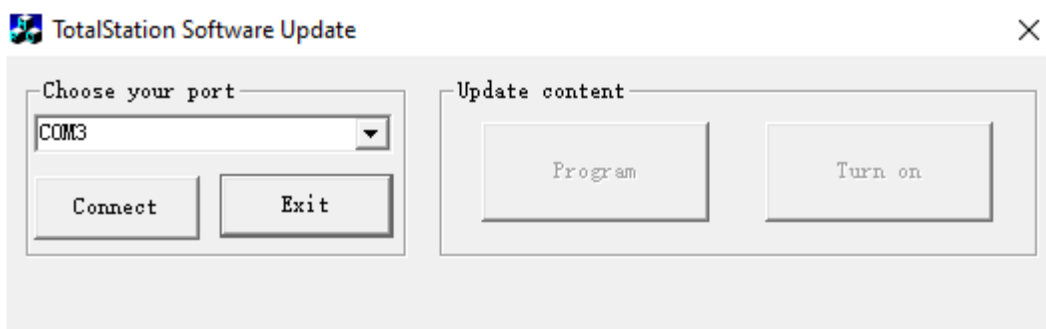 TotalStation Software Update
Choose your port
COM3
Connect
Exit
Update content
Program
Turn on